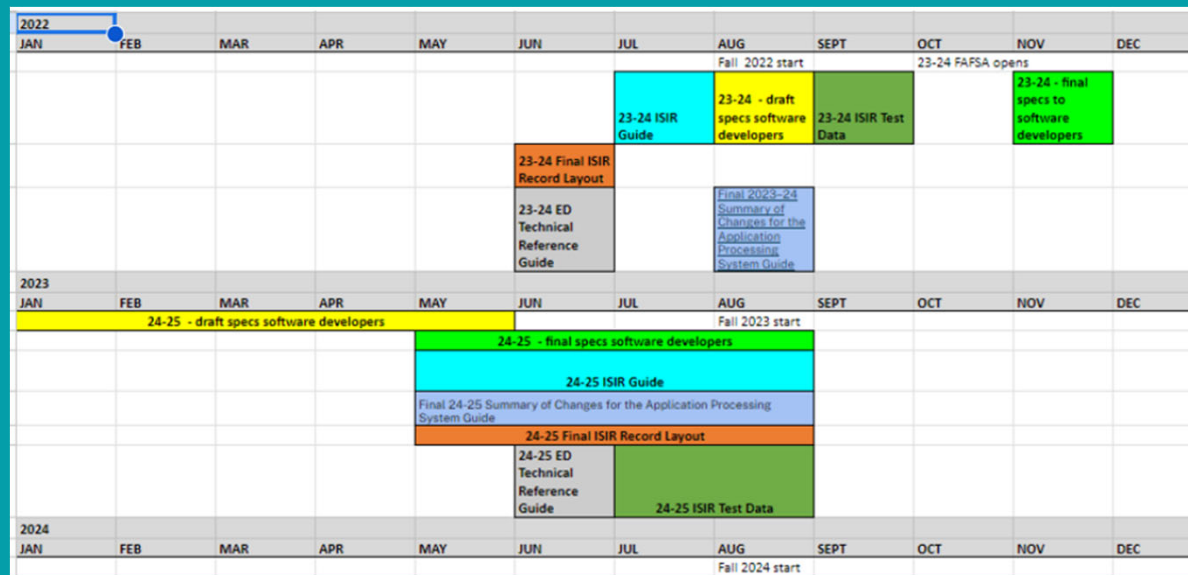 2022
JAN FEB MAR APR MAY JUN JUL AUG SEPT OCT NOV DEC
Fall 2022 start 23-24 FAFSA opens
23-24 ISIR
Guide
23-24 - draft
specs software
developers
23-24 ISIR Test
Data
23-24 - final
specs to
software
developers
23-24 Final ISIR
Record Layout
23-24 ED
Technical
Reference
Guide
Final 2023–24
Summary of
Changes for the
Application
Processing
System Guide
2023
JAN FEB MAR APR MAY JUN JUL AUG SEPT OCT NOV DEC
24-25 - draft specs software developers Fall 2023 start
24-25 - final specs software developers
24-25 ISIR Guide
Final 24-25 Summary of Changes for the Application Processing
System Guide
24-25 Final ISIR Record Layout
24-25 ED
Technical
Reference
Guide
24-25 ISIR Test Data
2024
JAN FEB MAR APR MAY JUN JUL AUG SEPT OCT NOV DEC
Fall 2024 start